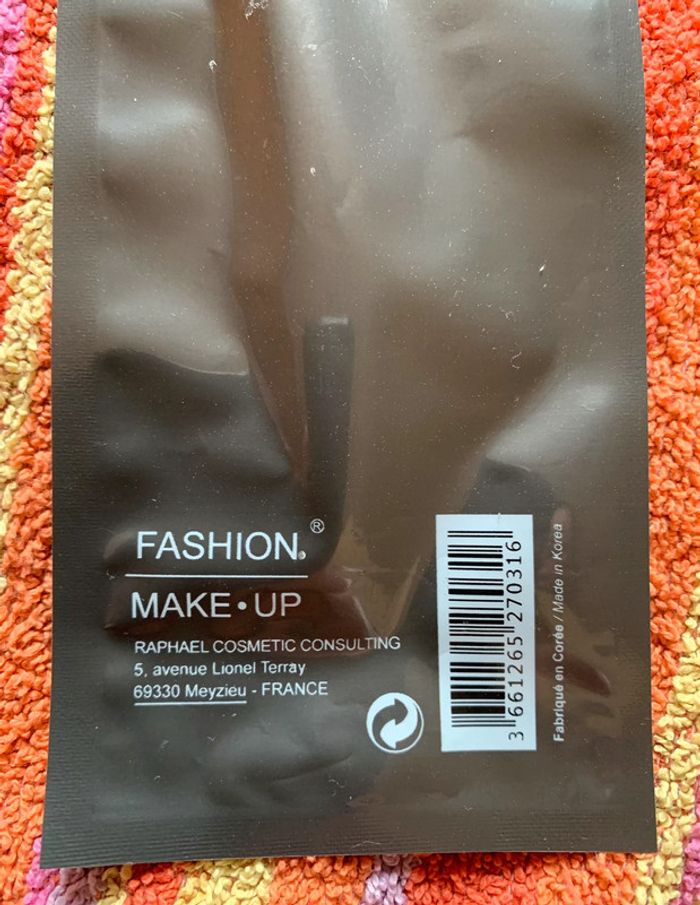 FASHION®
MAKE•UP
RAPHAEL COSMETIC CONSULTING
5, avenue Lionel Terray
69330 Meyzieu - FRANCE
3 661265 270316
Fabriqué en Corée / Made in Korea